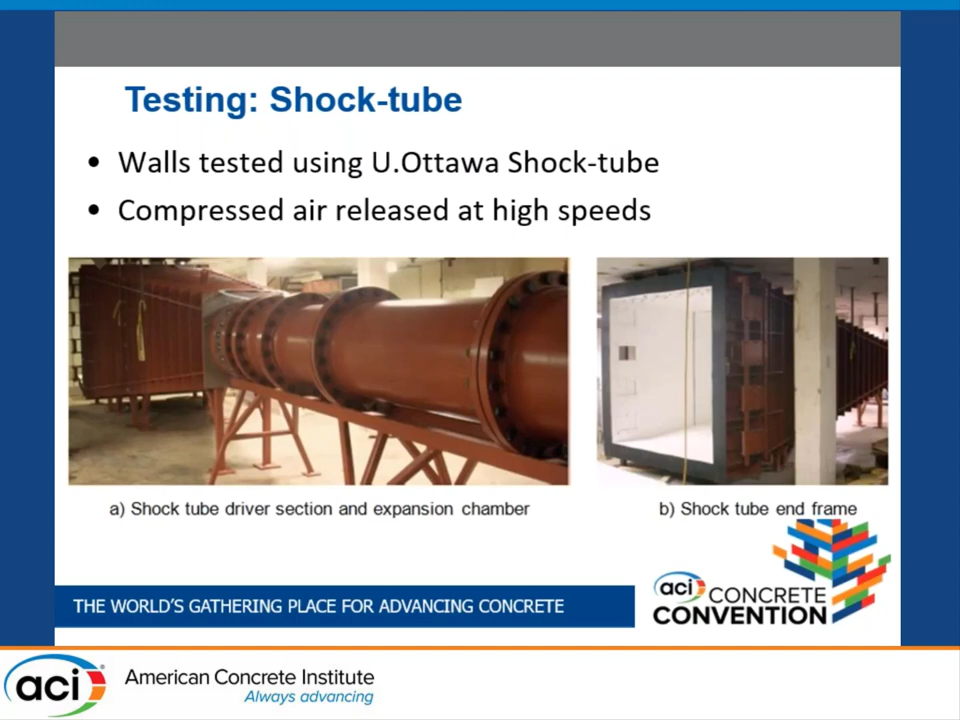 Testing: Shock-tube
• Walls tested using U.Ottawa Shock-tube
• Compressed air released at high speeds
a) Shock tube driver section and expansion chamber
b) Shock tube end frame
THE WORLD'S GATHERING PLACE FOR ADVANCING CONCRETE
aci CONCRETE
CONVENTION
aci
American Concrete Institute
Always advancing